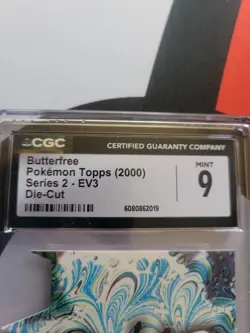 CGC CERTIFIED GUARANTY COMPANY
Butterfree
Pokémon Topps (2000)
Series 2 - EV3
Die-Cut
MINT
9
6080862019